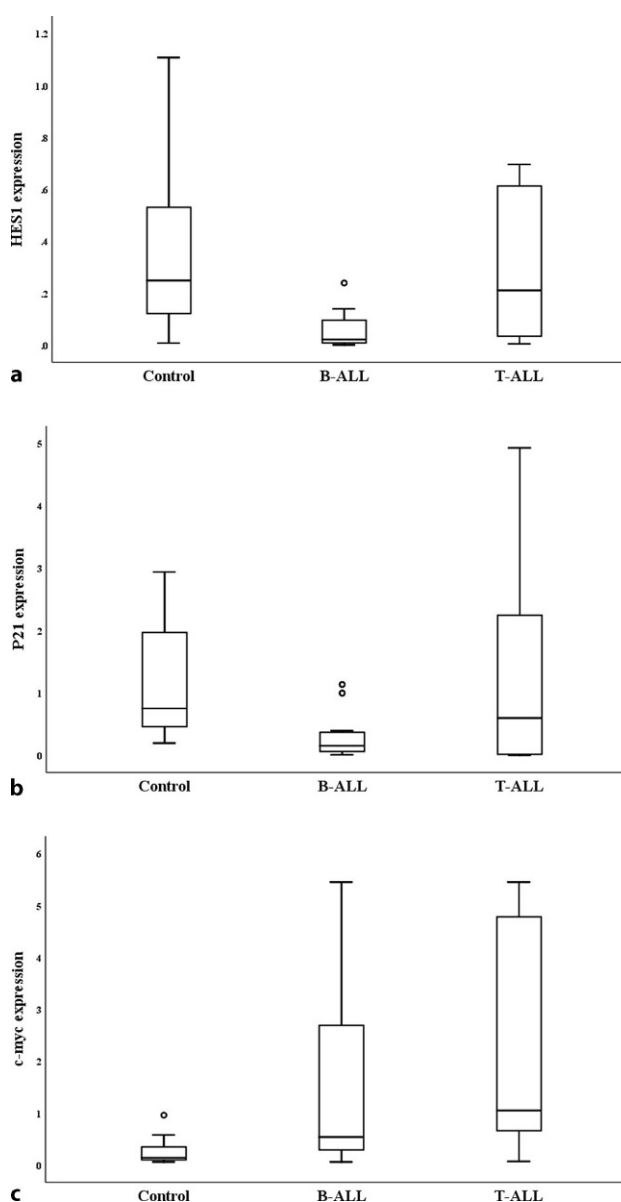 1.2
1.0
.8
.6
.4
.2
.0
HES1 expression
Control B-ALL T-ALL
a
5
4
3
2
1
0
P21 expression
Control B-ALL T-ALL
b
6
5
4
3
2
1
0
c-myc expression
Control B-ALL T-ALL
c